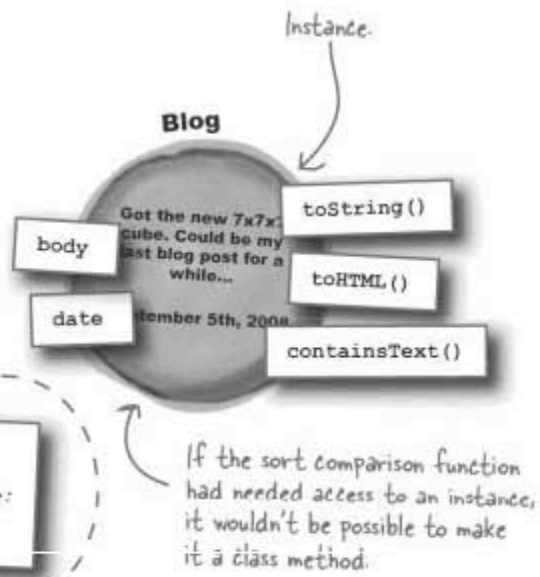 Instance.
Blog
Got the new 7x7x
cube. Could be my
last blog post for a
while...
tember 5th, 2008
body
date
toString()
toHTML()
containsText()
If the sort comparison function
had needed access to an instance,
it wouldn't be possible to make
it a class method.